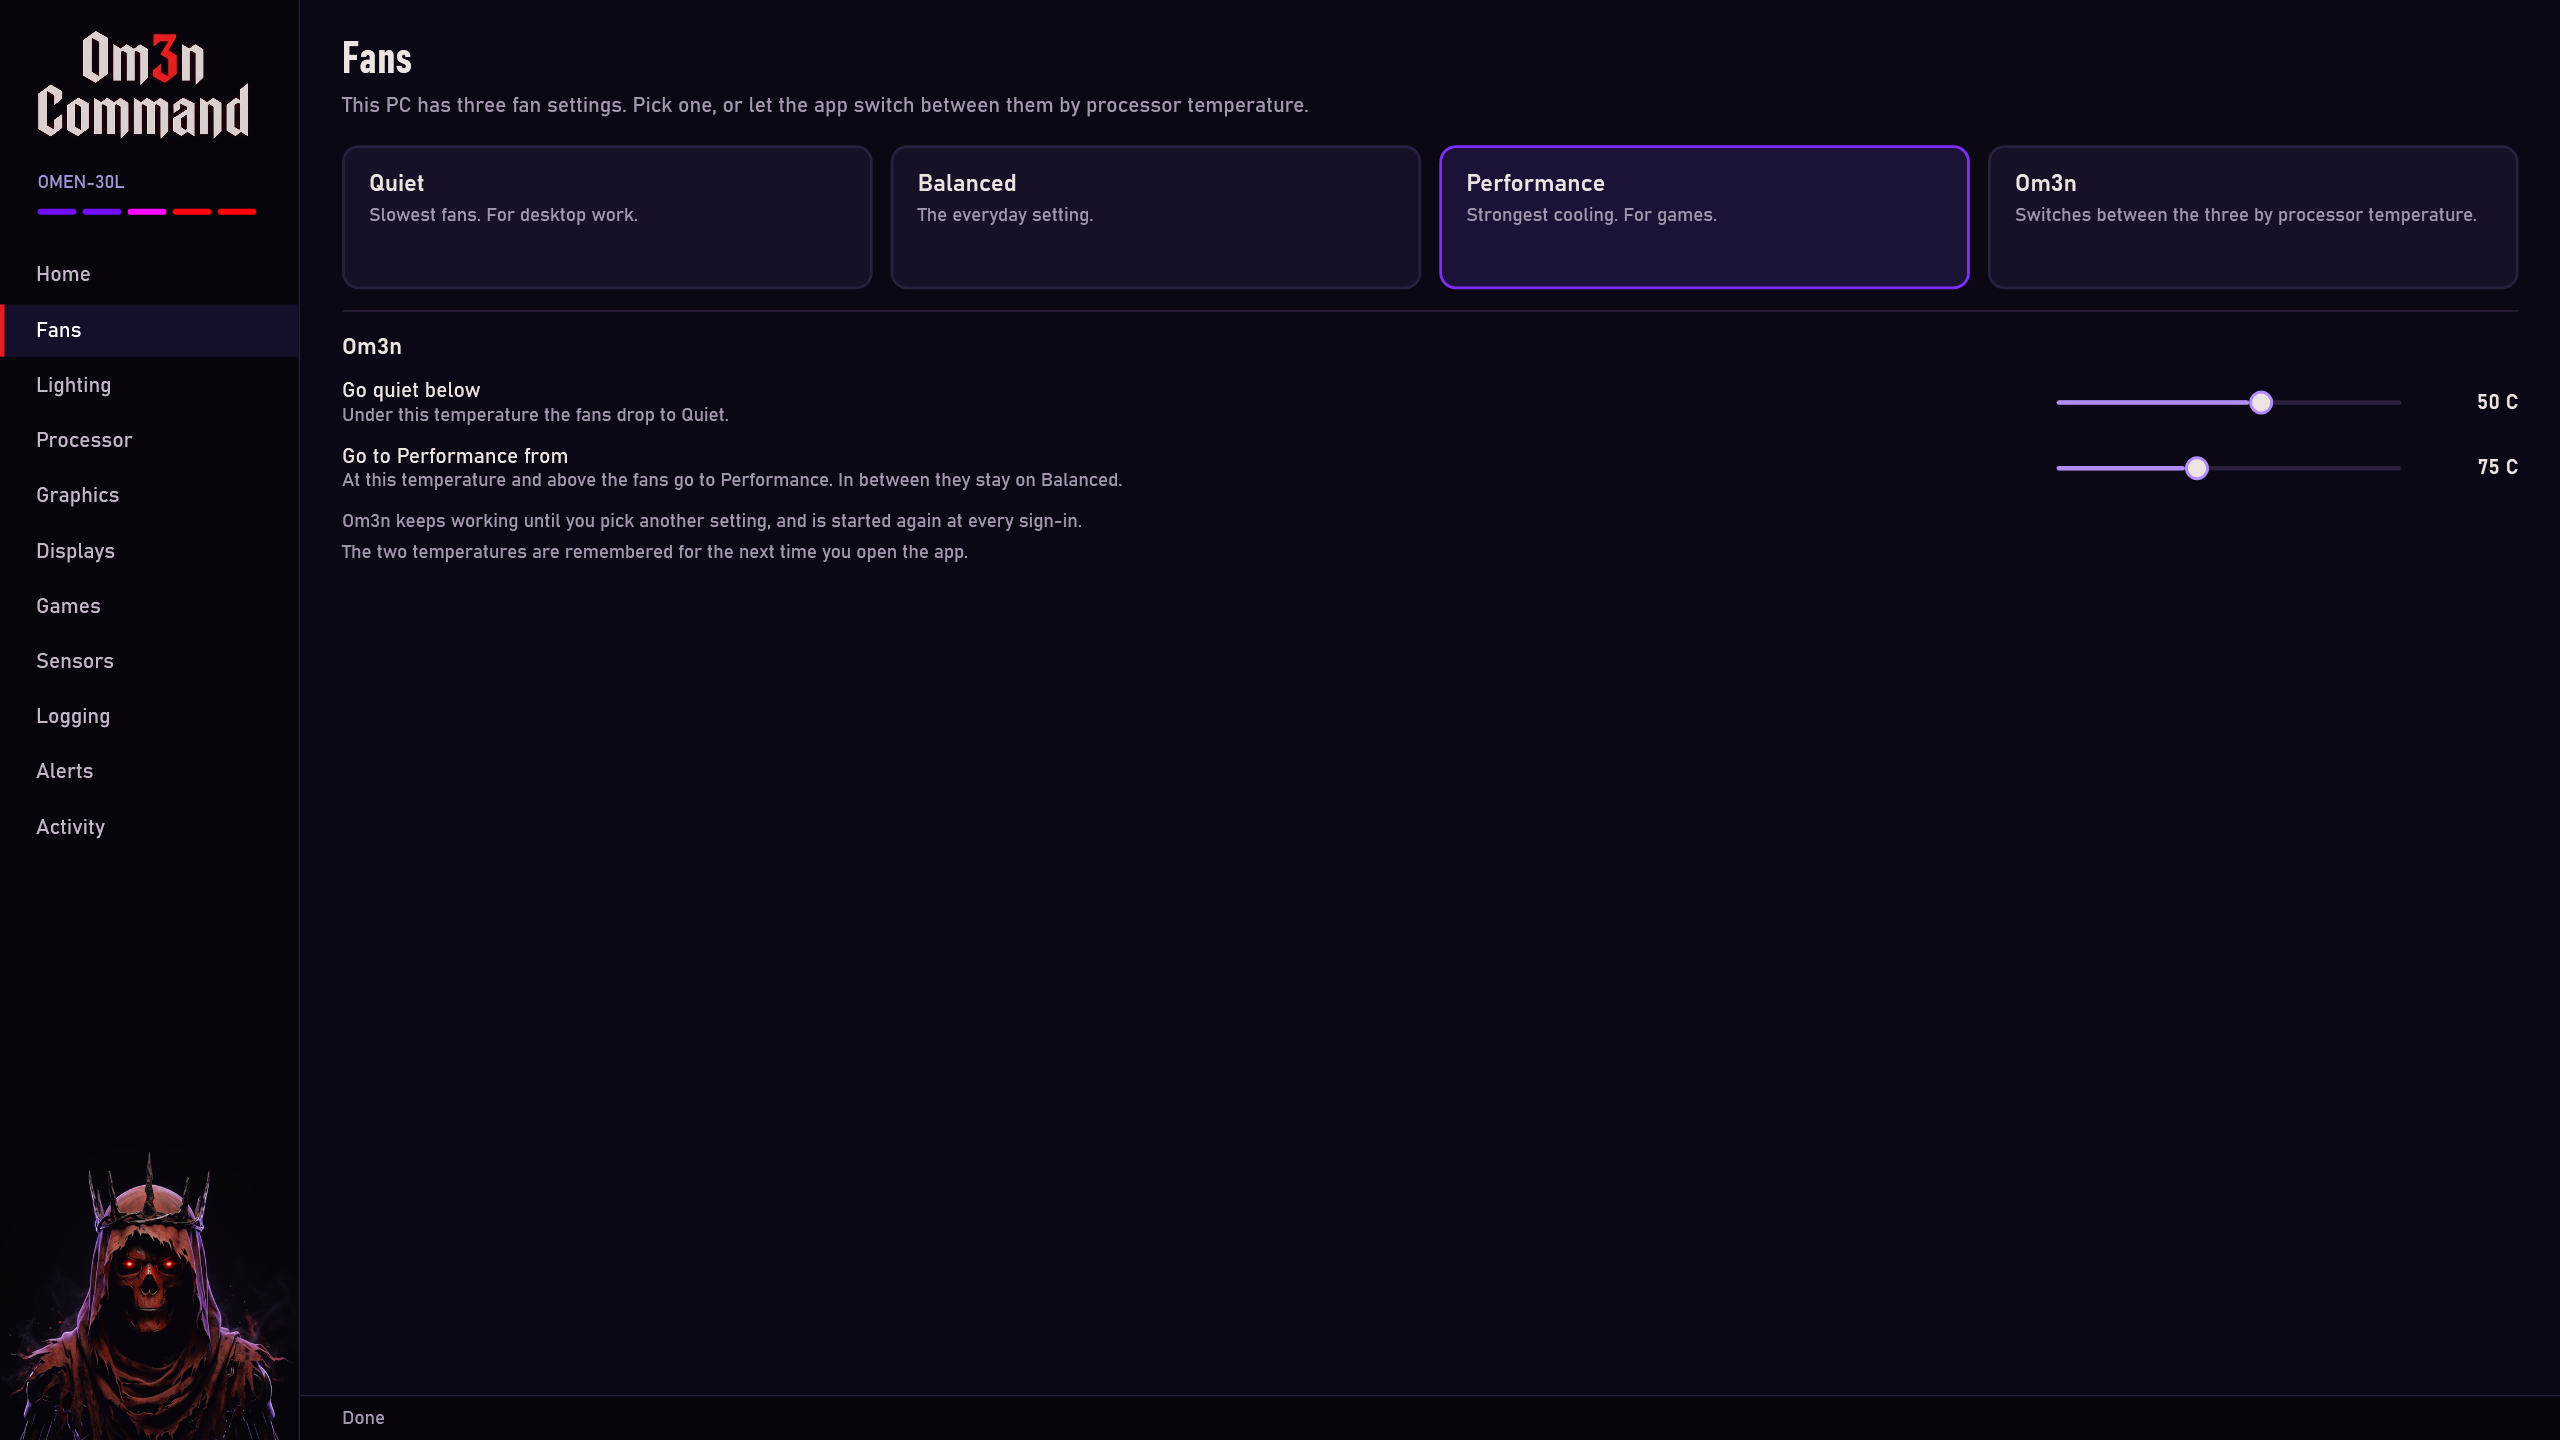 Om3n
Command
OMEN-30L
Home
Fans
Lighting
Processor
Graphics
Displays
Games
Sensors
Logging
Alerts
Activity
Fans
This PC has three fan settings. Pick one, or let the app switch between them by processor temperature.
Quiet
Slowest fans. For desktop work.
Balanced
The everyday setting.
Performance
Strongest cooling. For games.
Om3n
Switches between the three by processor temperature.
Om3n
Go quiet below
Under this temperature the fans drop to Quiet.
50 C
Go to Performance from
At this temperature and above the fans go to Performance. In between they stay on Balanced.
75 C
Om3n keeps working until you pick another setting, and is started again at every sign-in.
The two temperatures are remembered for the next time you open the app.
Done